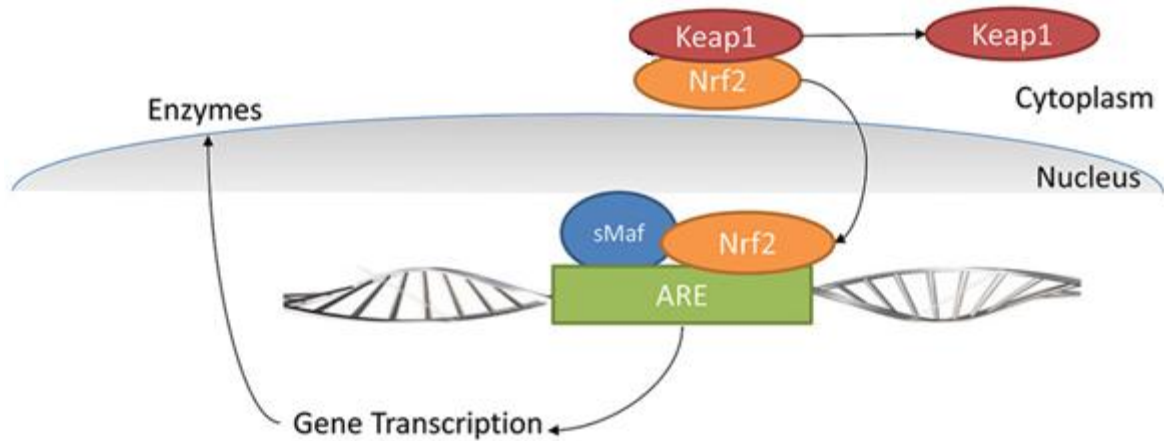 Keap1
Keap1
Nrf2
Enzymes
Cytoplasm
Nucleus
sMaf
Nrf2
ARE
Gene Transcription